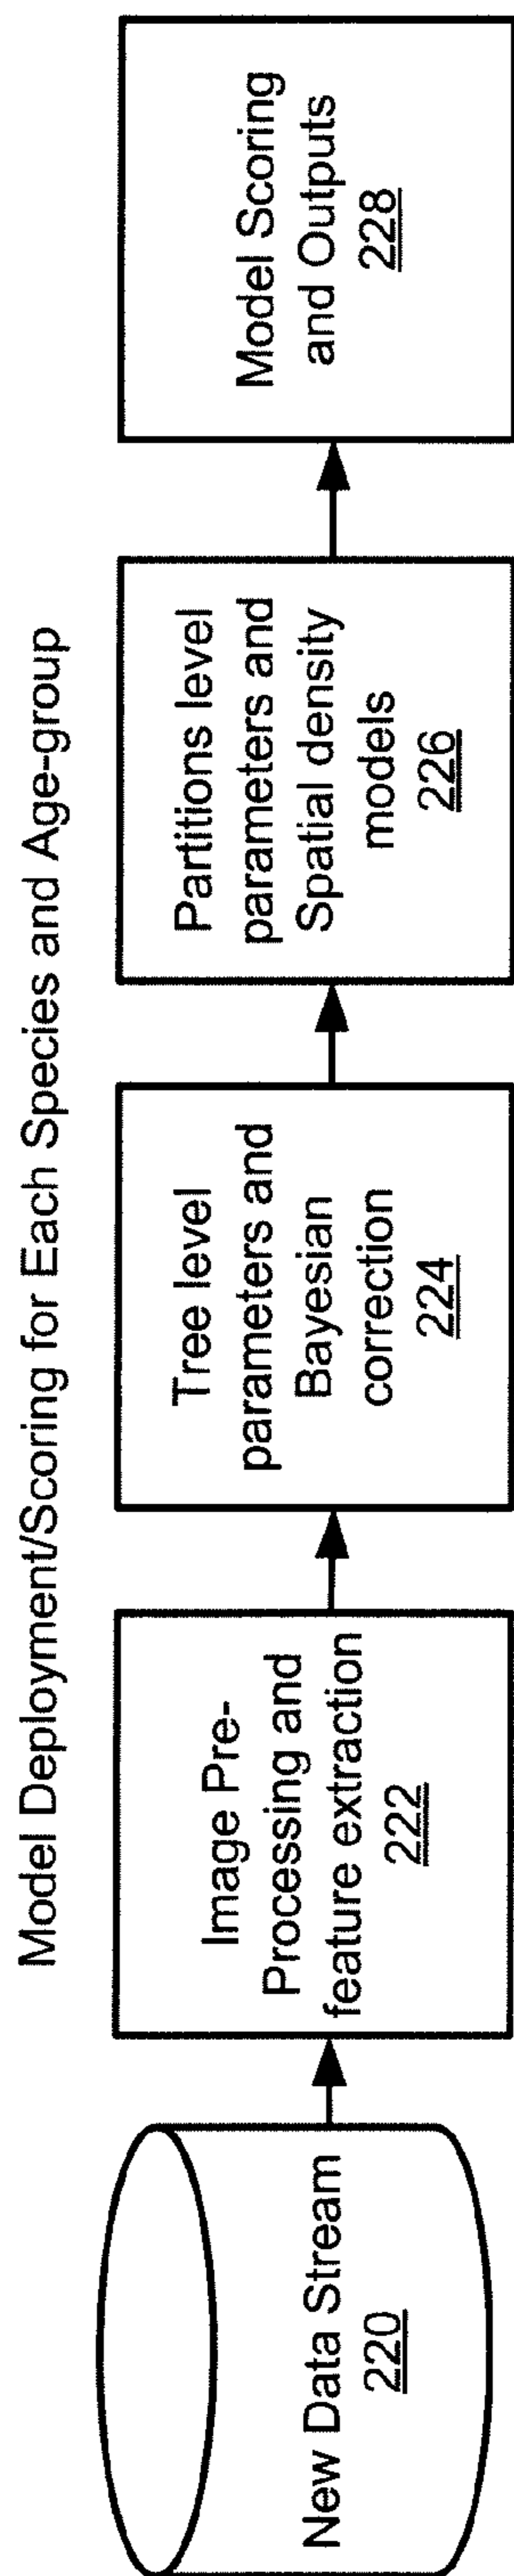 Model Deployment/Scoring for Each Species and Age-group
New Data Stream
220
Image Pre-
Processing and
feature extraction
222
Tree level
parameters and
Bayesian
correction
224
Partitions level
parameters and
Spatial density
models
226
Model Scoring
and Outputs
228